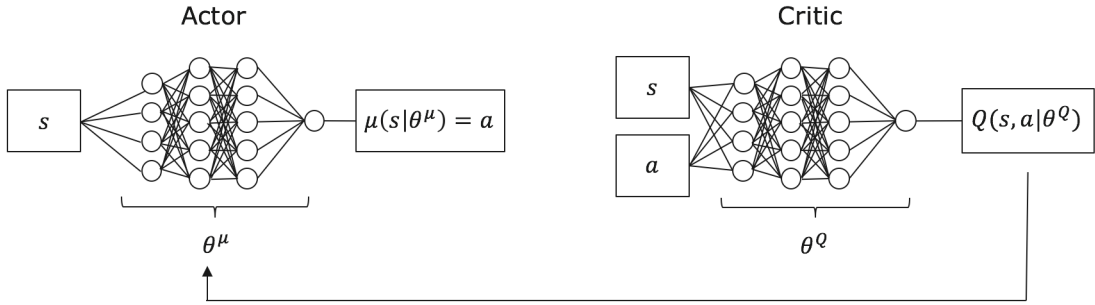 Actor
s
μ(s|θ^μ) = a
θ^μ
Critic
s
a
Q(s, a|θ^Q)
θ^Q